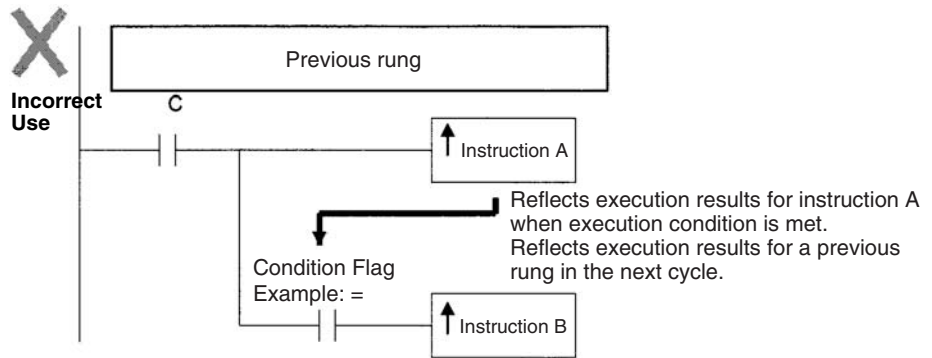 Previous rung
Incorrect
Use
C
Instruction A
Reflects execution results for instruction A
when execution condition is met.
Reflects execution results for a previous
rung in the next cycle.
Condition Flag
Example: =
Instruction B